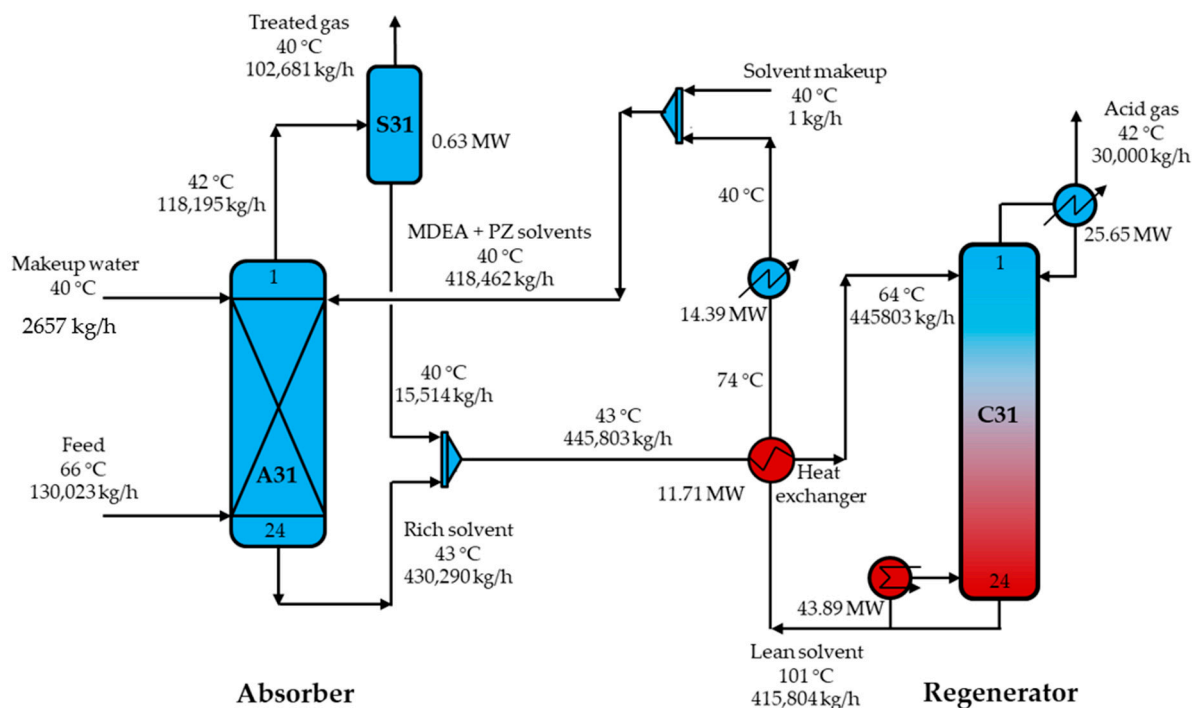 Treated gas
40 °C
102,681 kg/h
S31
0.63 MW
42 °C
118,195 kg/h
Solvent makeup
40 °C
1 kg/h
Acid gas
42 °C
30,000 kg/h
25.65 MW
40 °C
MDEA + PZ solvents
40 °C
418,462 kg/h
Makeup water
40 °C
2657 kg/h
1
14.39 MW
64 °C
445803 kg/h
1
74 °C
40 °C
15,514 kg/h
43 °C
445,803 kg/h
C31
Feed
66 °C
130,023 kg/h
A31
24
11.71 MW
Heat
exchanger
Rich solvent
43 °C
430,290 kg/h
24
43.89 MW
Lean solvent
101 °C
415,804 kg/h
Absorber
Regenerator